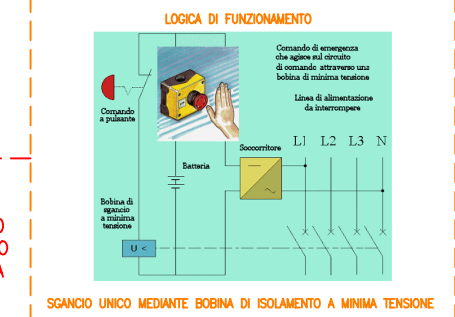 LOGICA DI FUNZIONAMENTO
Comando di emergenza
che agisce sul circuito
di comando attraverso una
bobina di minima tensione
Linea di alimentazione
da interrompere
Comando
a pulsante
L1 L2 L3 N
Soccorritore
Batteria
Bobina di
sgancio
a minima
tensione
U <
O
O
A
SGANCIO UNICO MEDIANTE BOBINA DI ISOLAMENTO A MINIMA TENSIONE